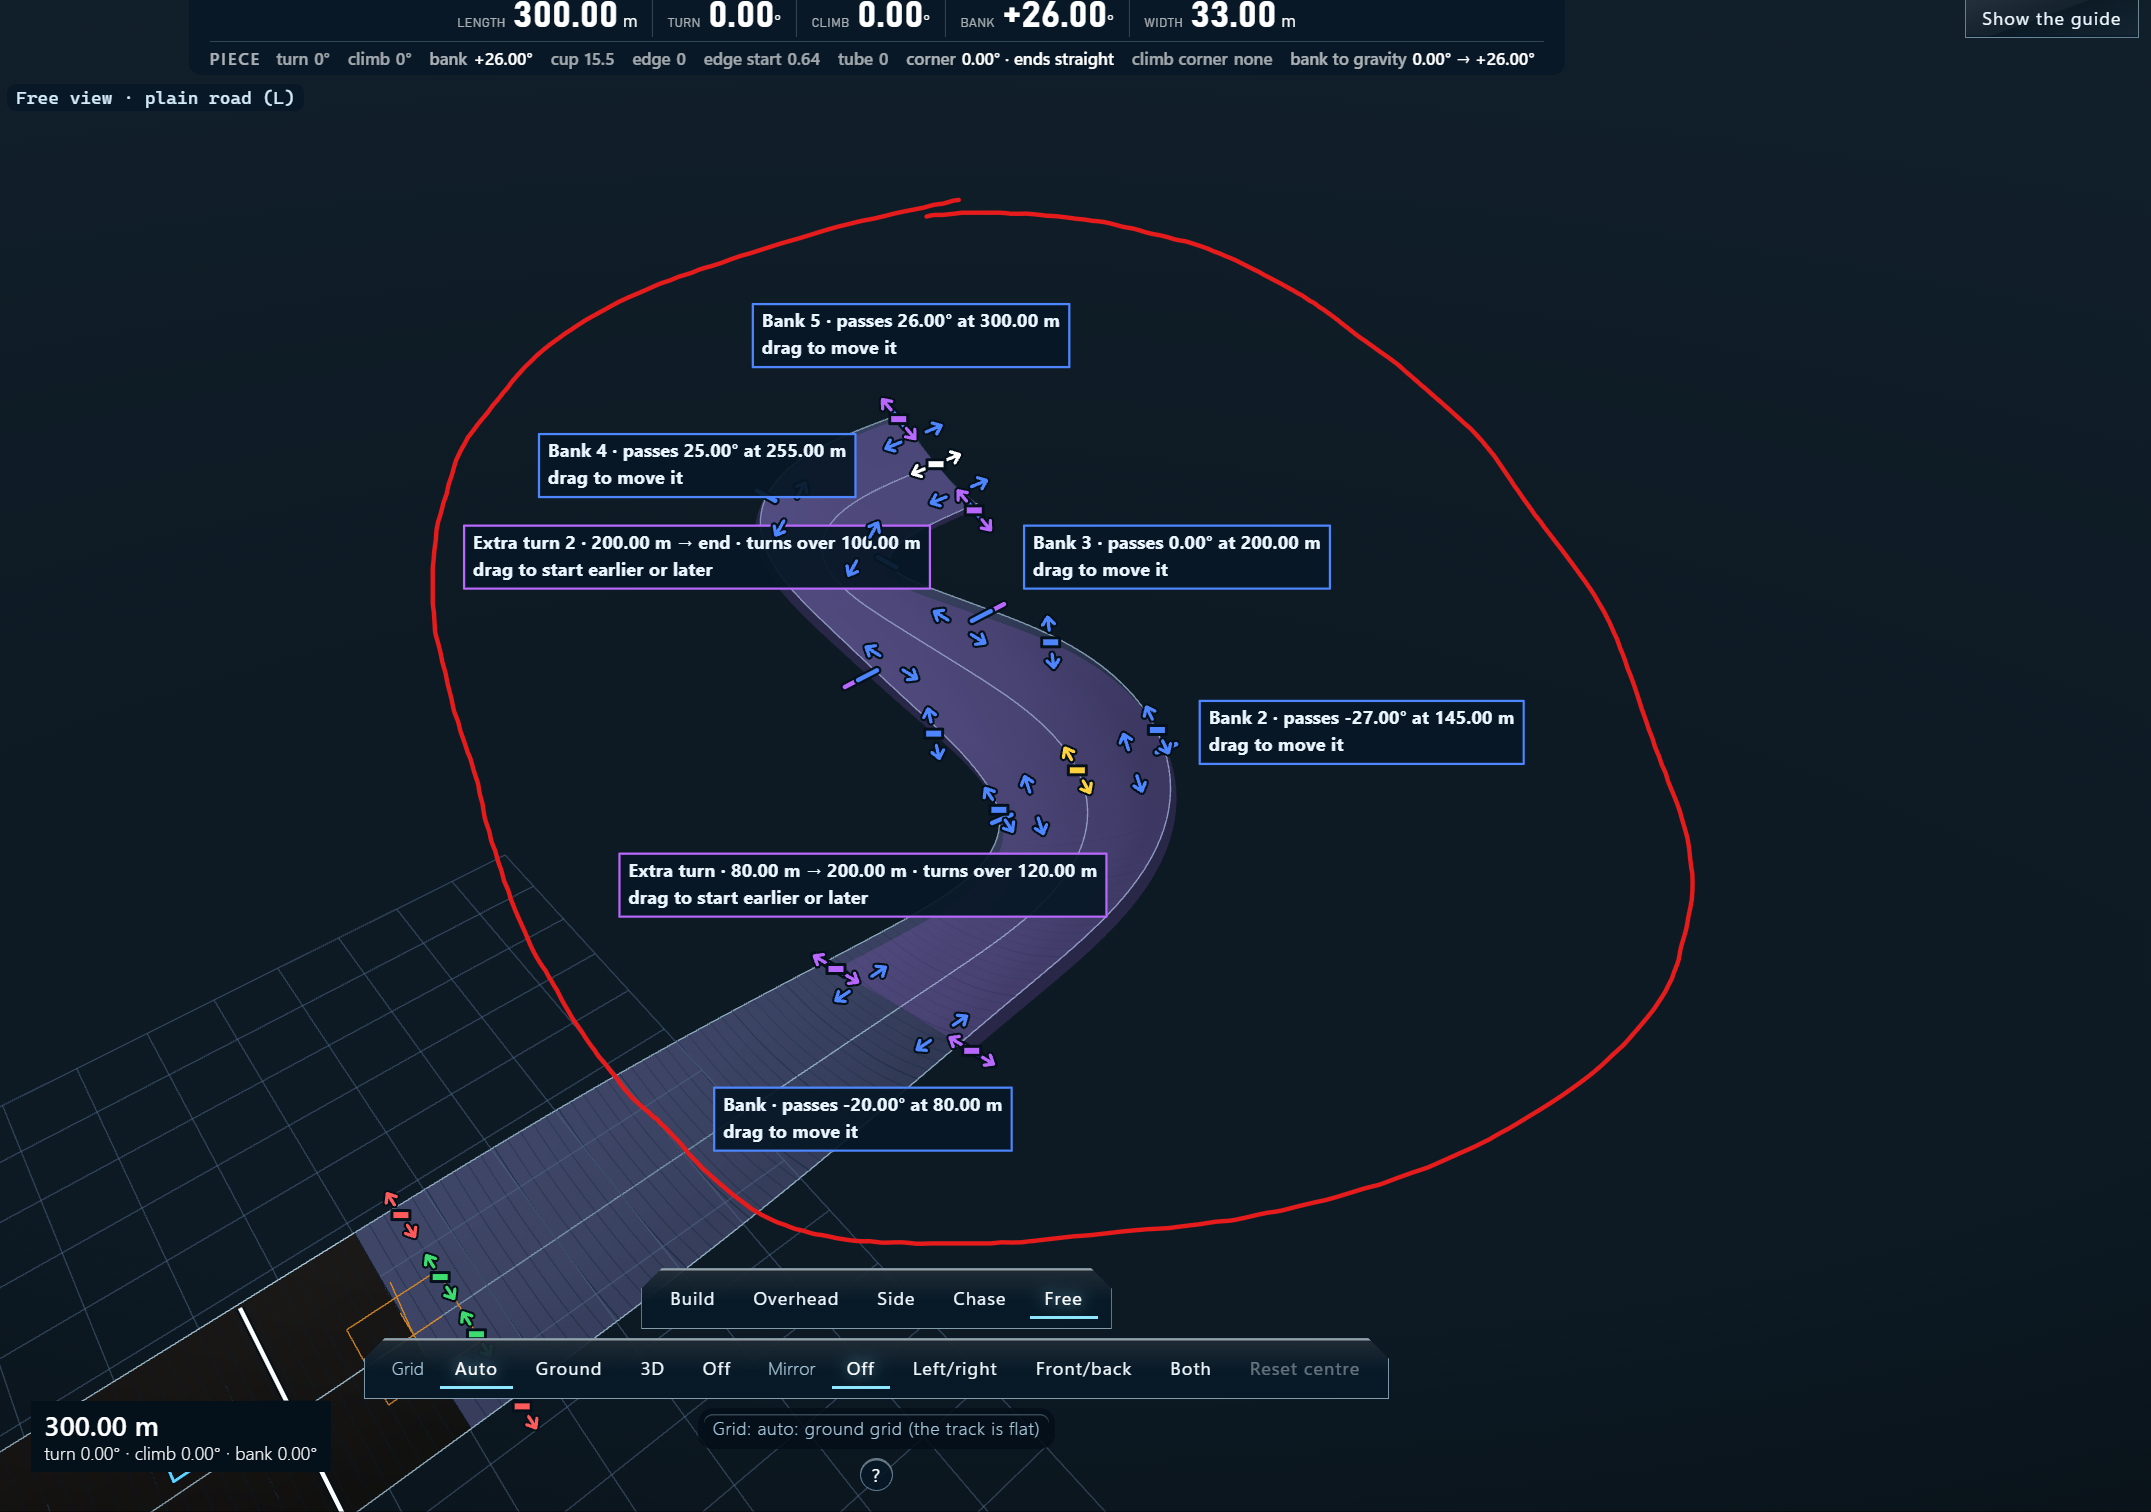 LENGTH 300.00 m TURN 0.00° CLIMB 0.00° BANK +26.00° WIDTH 33.00 m
Show the guide
PIECE turn 0° climb 0° bank +26.00° cup 15.5 edge 0 edge start 0.64 tube 0 corner 0.00° · ends straight climb corner none bank to gravity 0.00° → +26.00°
Free view · plain road (L)
Bank 5 · passes 26.00° at 300.00 m
drag to move it
Bank 4 · passes 25.00° at 255.00 m
drag to move it
Extra turn 2 · 200.00 m → end · turns over 100.00 m
drag to start earlier or later
Bank 3 · passes 0.00° at 200.00 m
drag to move it
Bank 2 · passes -27.00° at 145.00 m
drag to move it
Extra turn · 80.00 m → 200.00 m · turns over 120.00 m
drag to start earlier or later
Bank · passes -20.00° at 80.00 m
drag to move it
Build Overhead Side Chase Free
Grid Auto Ground 3D Off Mirror Off Left/right Front/back Both Reset centre
300.00 m
turn 0.00° · climb 0.00° · bank 0.00°
Grid: auto: ground grid (the track is flat)
?